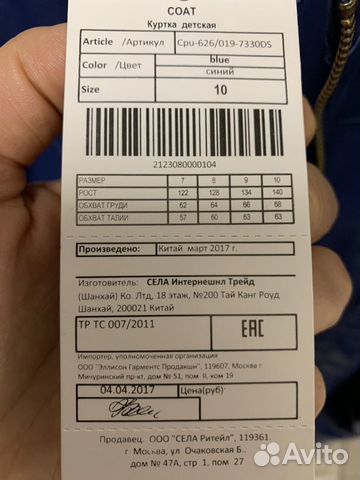 COAT
Куртка детская
Article /Артикул Cpu-626/019-7330DS
Color /Цвет blue
синий
Size 10
2123080000104
РАЗМЕР 7 8 9 10
РОСТ 122 128 134 140
ОБХВАТ ГРУДИ 62 64 66 68
ОБХВАТ ТАЛИИ 57 60 63 63
Произведено: Китай март 2017 г.
Изготовитель: СЕЛА Интернешнл Трейд
(Шанхай) Ко. Лтд, 18 этаж, №200 Тай Канг Роуд
Шанхай, 200021 Китай
ТР ТС 007/2011 EAC
Импортер, уполномоченная организация
ООО "Эллисон Гарментс Продакшн", 119607, Москва г
Мичуринский пр-кт, дом № 51, пом II, ком 19
04.04.2017 Цена(руб):
Продавец ООО "СЕЛА Ритейл", 119361.
г Москва, ул Очаковская Б.,
дом № 47А, стр 1, пом 27
Avito